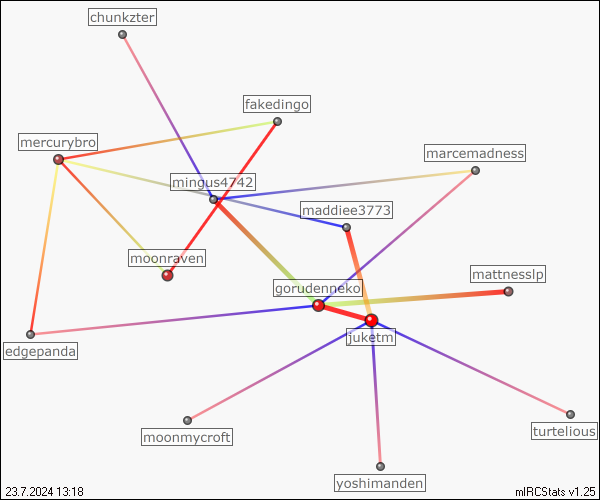 chunkzter
fakedingo
mercurybro
marcemadness
mingus4742
maddiee3773
moonraven
mattnesslp
gorudenneko
juketm
edgepanda
turtelious
moonmycroft
yoshimanden
23.7.2024 13:18
mIRCStats v1.25